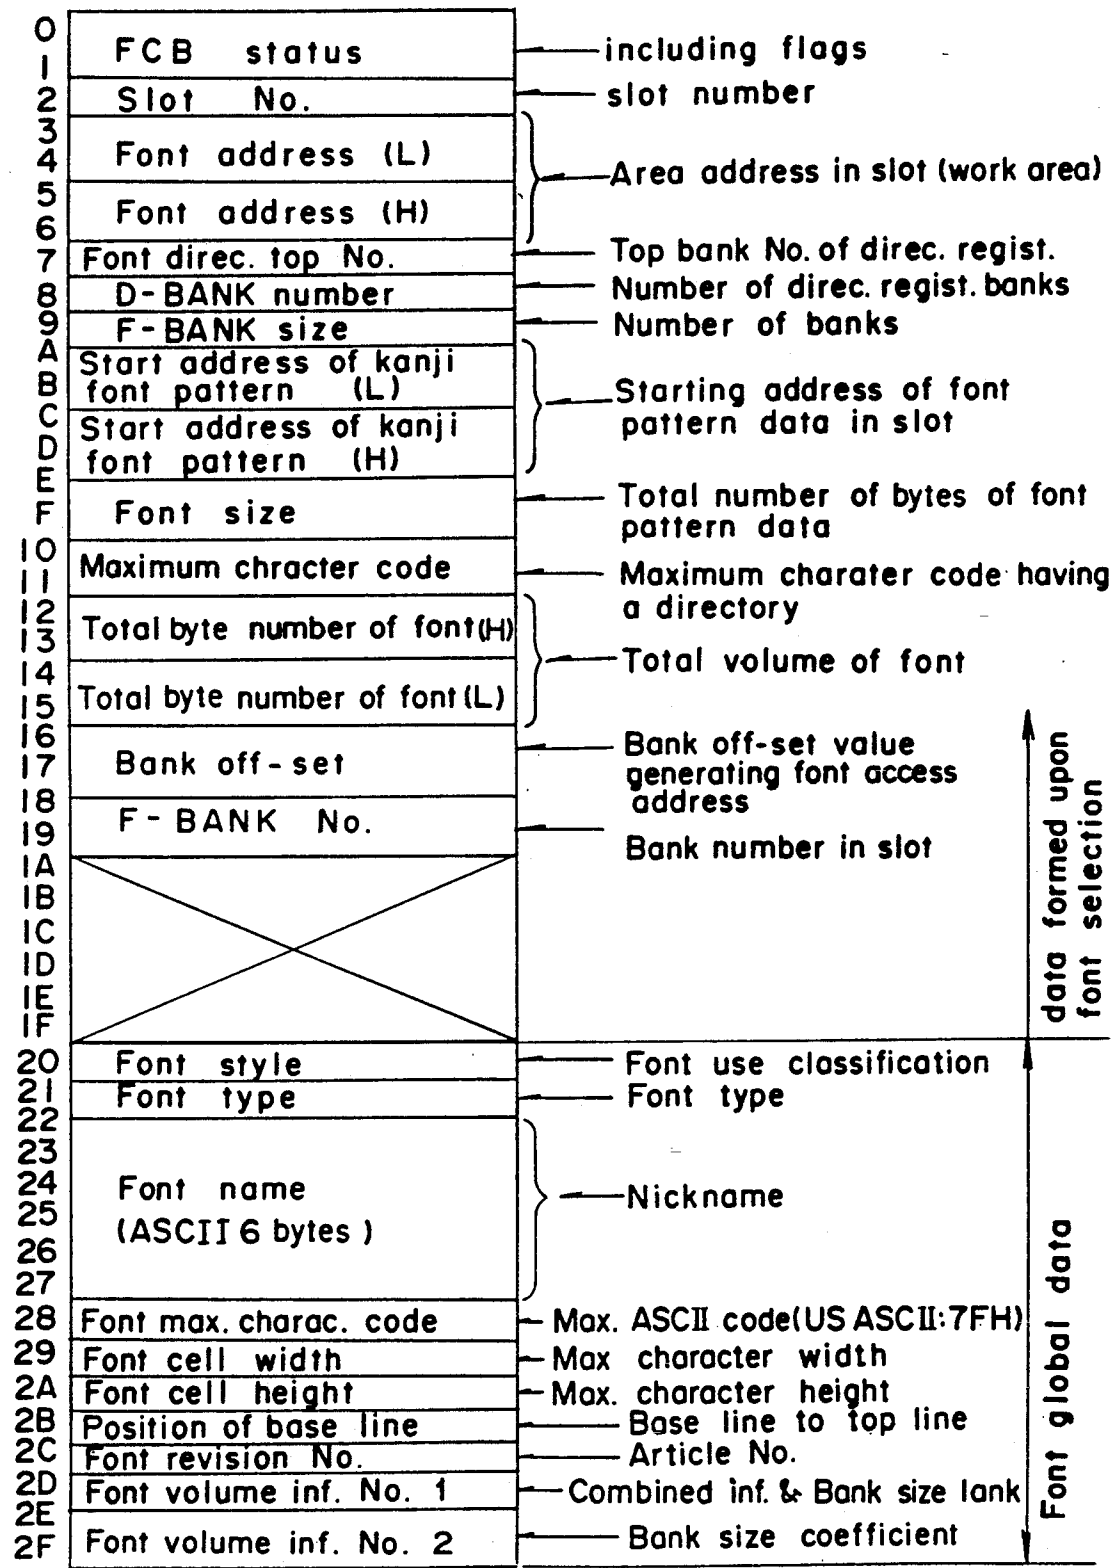 0
FCB status
including flags
1
2
Slot No.
slot number
3
4
Font address (L)
Area address in slot (work area)
5
6
Font address (H)
7
Font direc. top No.
Top bank No. of direc. regist.
8
D-BANK number
Number of direc. regist. banks
9
F-BANK size
Number of banks
A
B
Start address of kanji
font pattern (L)
Starting address of font
pattern data in slot
C
D
Start address of kanji
font pattern (H)
E
F
Font size
Total number of bytes of font
pattern data
10
11
Maximum chracter code
Maximum charater code having
a directory
12
13
Total byte number of font (H)
Total volume of font
14
15
Total byte number of font (L)
16
17
Bank off-set
Bank off-set value
generating font access
address
18
19
F-BANK No.
Bank number in slot
1A
1B
1C
1D
1E
1F
data formed upon
font selection
20
Font style
Font use classification
21
Font type
Font type
22
23
24
25
26
27
Font name
(ASCII 6 bytes)
Nickname
28
Font max. charac. code
Max. ASCII code (US ASCII: 7FH)
29
Font cell width
Max character width
2A
Font cell height
Max. character height
2B
Position of base line
Base line to top line
2C
Font revision No.
Article No.
2D
Font volume inf. No. 1
Combined inf. & Bank size lank
2E
2F
Font volume inf. No. 2
Bank size coefficient
Font global data